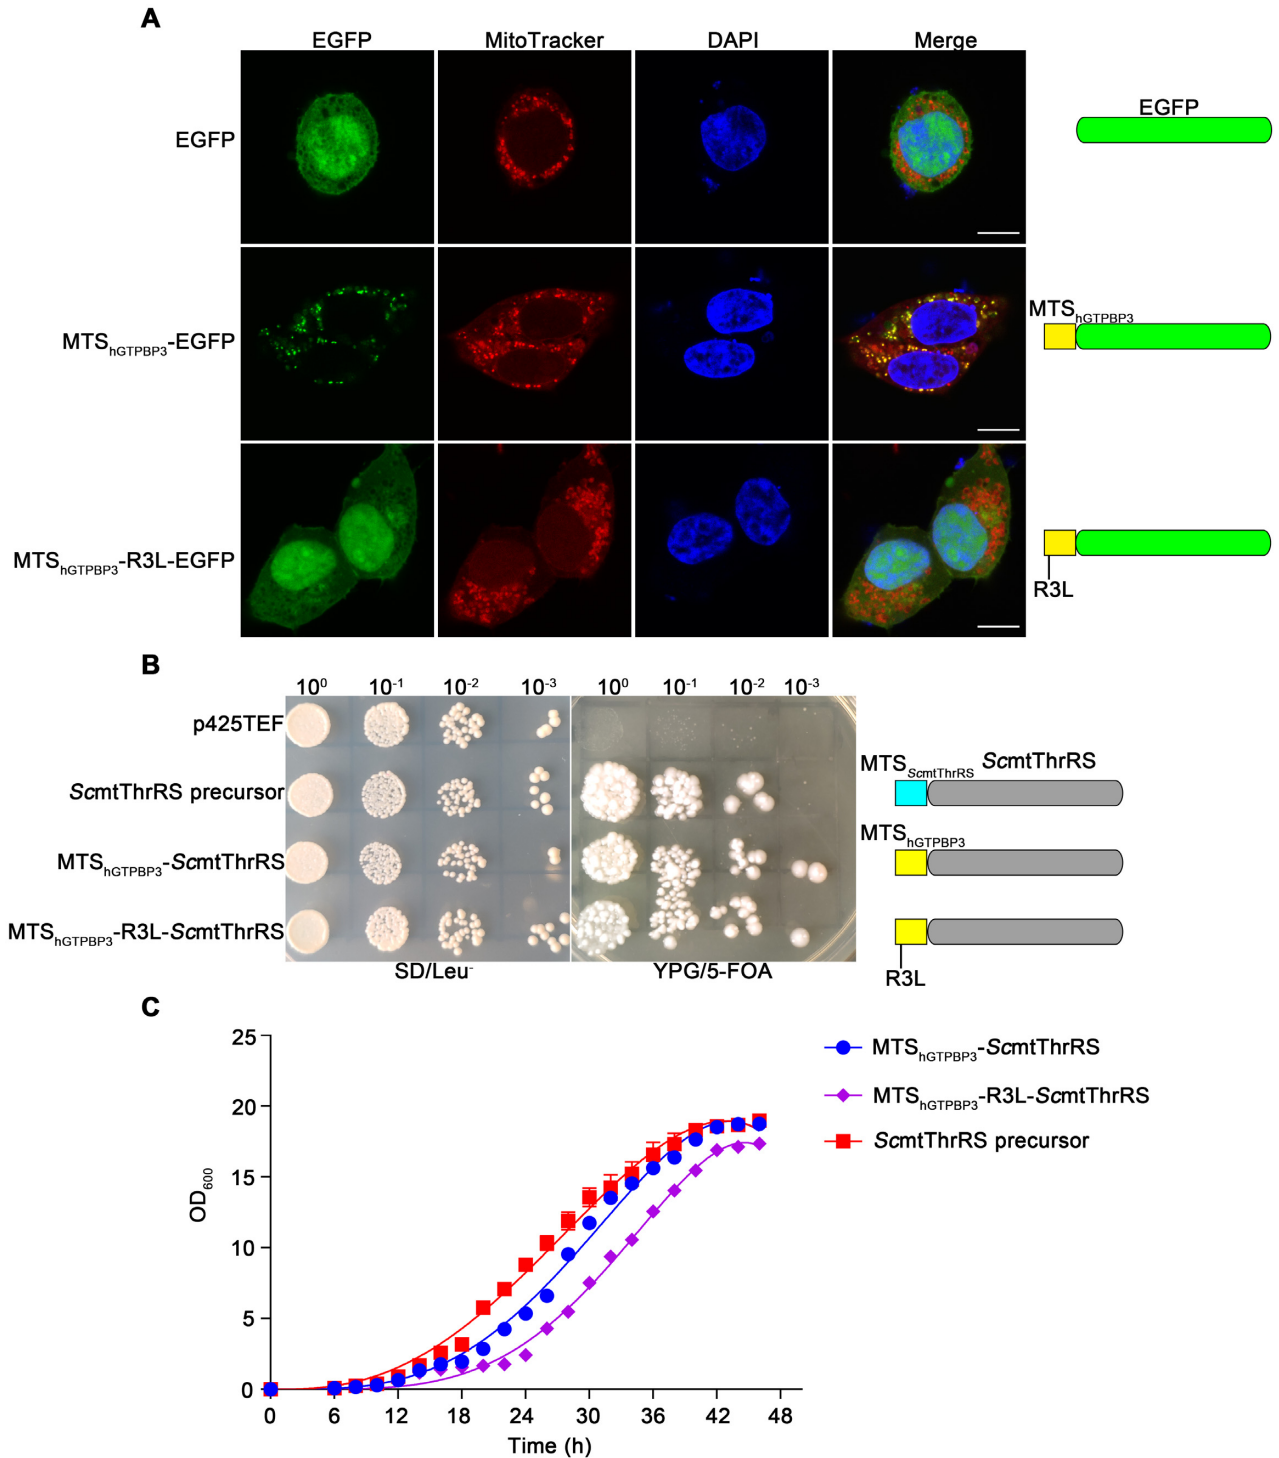 A
EGFP MitoTracker DAPI Merge
EGFP
EGFP
MTShGTPBP3-EGFP
MTShGTPBP3
MTShGTPBP3-R3L-EGFP
R3L
B
10⁰ 10⁻¹ 10⁻² 10⁻³ 10⁰ 10⁻¹ 10⁻² 10⁻³
p425TEF
ScmtThrRS precursor
MTSScmtThrRS ScmtThrRS
MTShGTPBP3-ScmtThrRS
MTShGTPBP3
MTShGTPBP3-R3L-ScmtThrRS
R3L
SD/Leu⁻ YPG/5-FOA
C
25
20
15
10
5
0
OD600
0 6 12 18 24 30 36 42 48
Time (h)
MTShGTPBP3-ScmtThrRS
MTShGTPBP3-R3L-ScmtThrRS
ScmtThrRS precursor